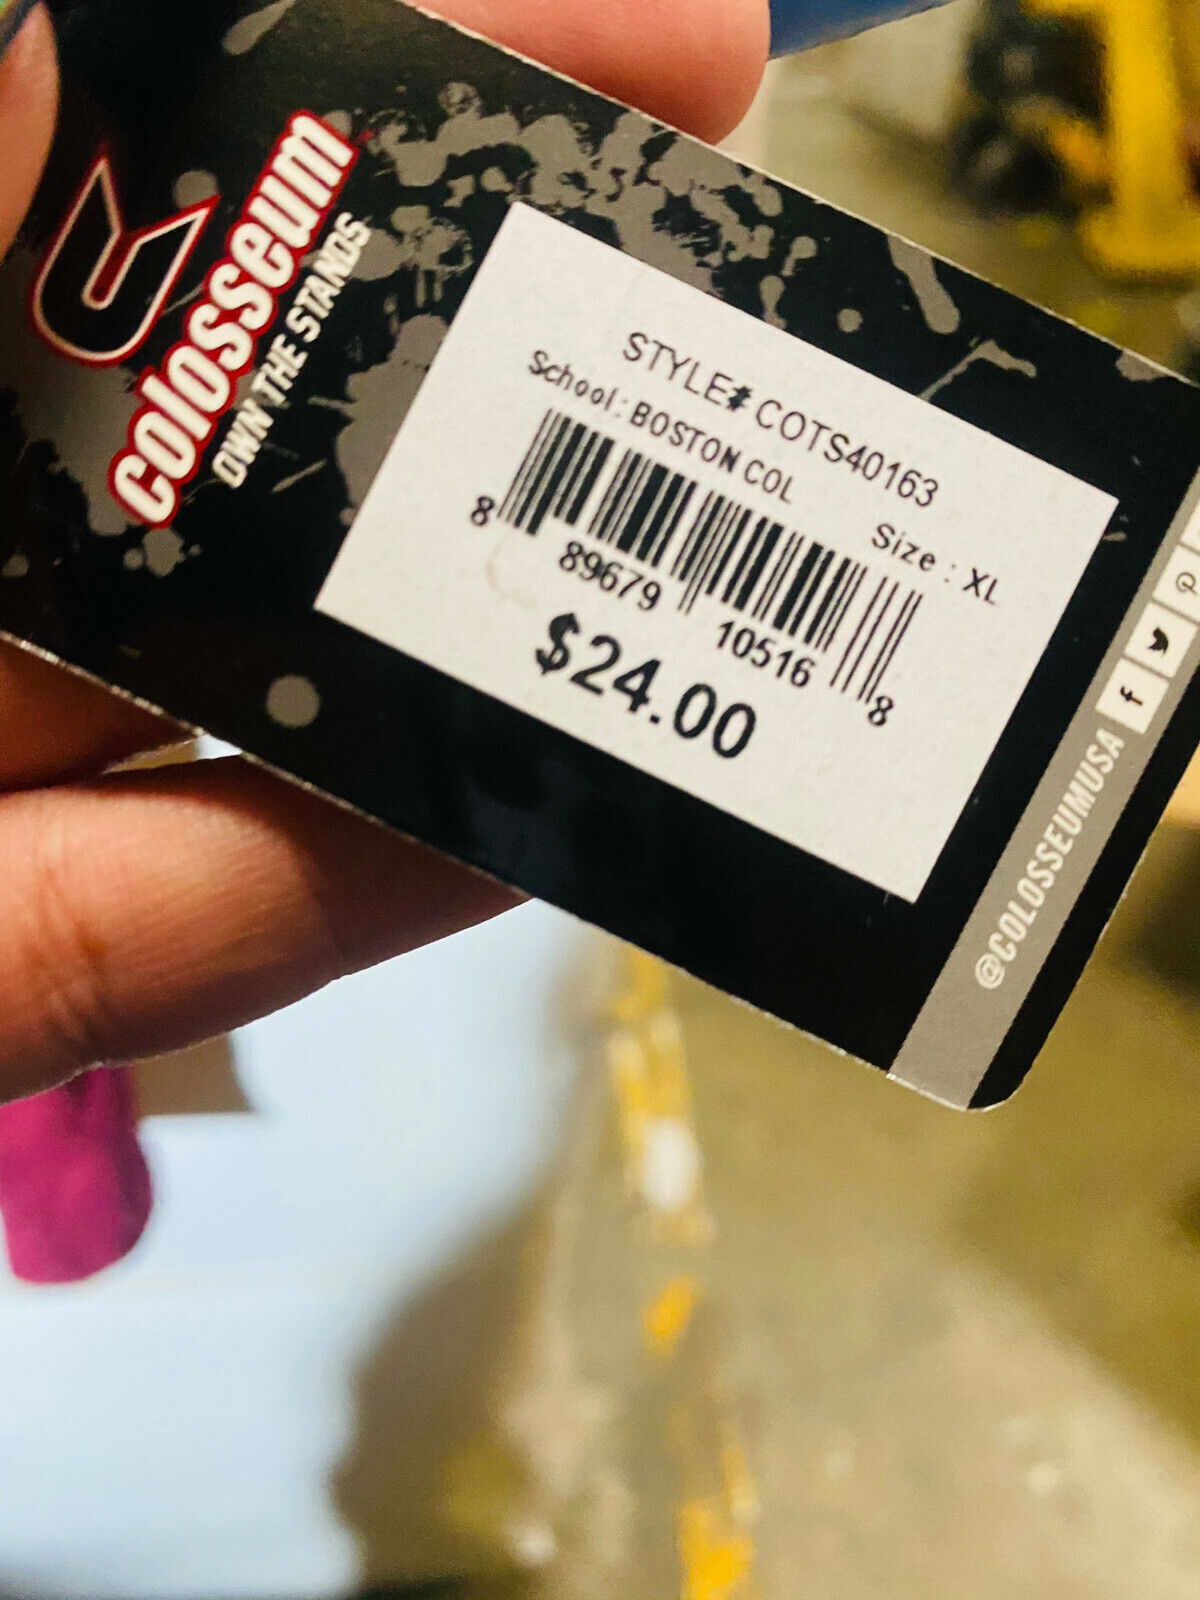 colosseum
OWN THE STANDS
STYLE# COTS40163
School: BOSTON COL
Size : XL
8 89679 10516 8
$24.00
@COLOSSEUMUSA